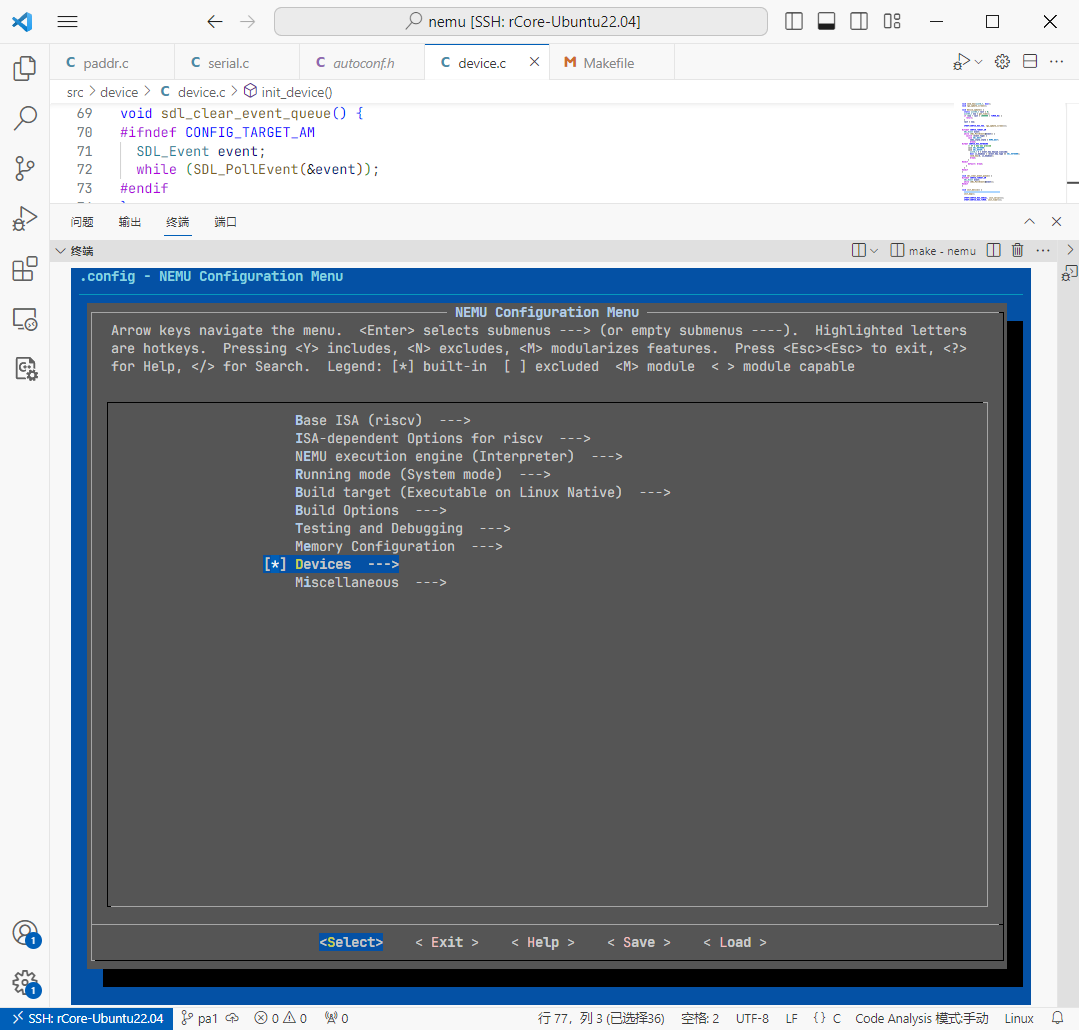 nemu [SSH: rCore-Ubuntu22.04]
C paddr.c
C serial.c
C autoconf.h
C device.c
M Makefile
src > device > C device.c > init_device()
69 void sdl_clear_event_queue() {
70 #ifndef CONFIG_TARGET_AM
71 SDL_Event event;
72 while (SDL_PollEvent(&event));
73 #endif
问题 输出 终端 端口
终端
make - nemu
.config - NEMU Configuration Menu
NEMU Configuration Menu
Arrow keys navigate the menu. <Enter> selects submenus ---> (or empty submenus ----). Highlighted letters
are hotkeys. Pressing <Y> includes, <N> excludes, <M> modularizes features. Press <Esc><Esc> to exit, <?>
for Help, </> for Search. Legend: [*] built-in [ ] excluded <M> module < > module capable
Base ISA (riscv) --->
ISA-dependent Options for riscv --->
NEMU execution engine (Interpreter) --->
Running mode (System mode) --->
Build target (Executable on Linux Native) --->
Build Options --->
Testing and Debugging --->
Memory Configuration --->
[*] Devices --->
Miscellaneous --->
<Select> < Exit > < Help > < Save > < Load >
1
1
SSH: rCore-Ubuntu22.04 pa1 0 0 0 行 77，列 3 (已选择36) 空格: 2 UTF-8 LF {} C Code Analysis 模式:手动 Linux